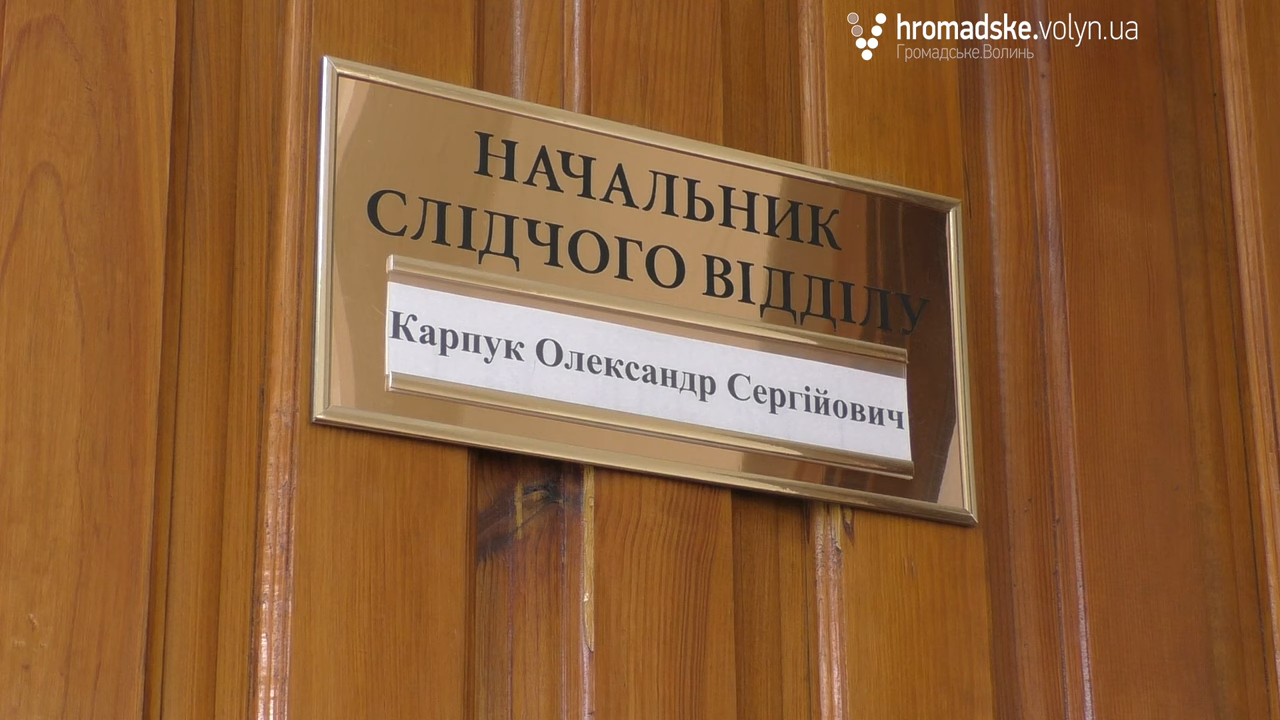 hromadske.volyn.ua
Громадське.Волинь
НАЧАЛЬНИК
СЛІДЧОГО ВІДДІЛУ
Карпук Олександр Сергійович